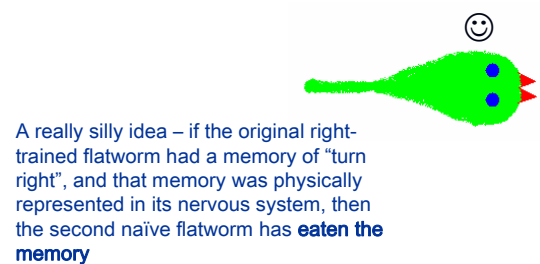 A really silly idea – if the original right-
trained flatworm had a memory of “turn
right”, and that memory was physically
represented in its nervous system, then
the second naïve flatworm has eaten the
memory